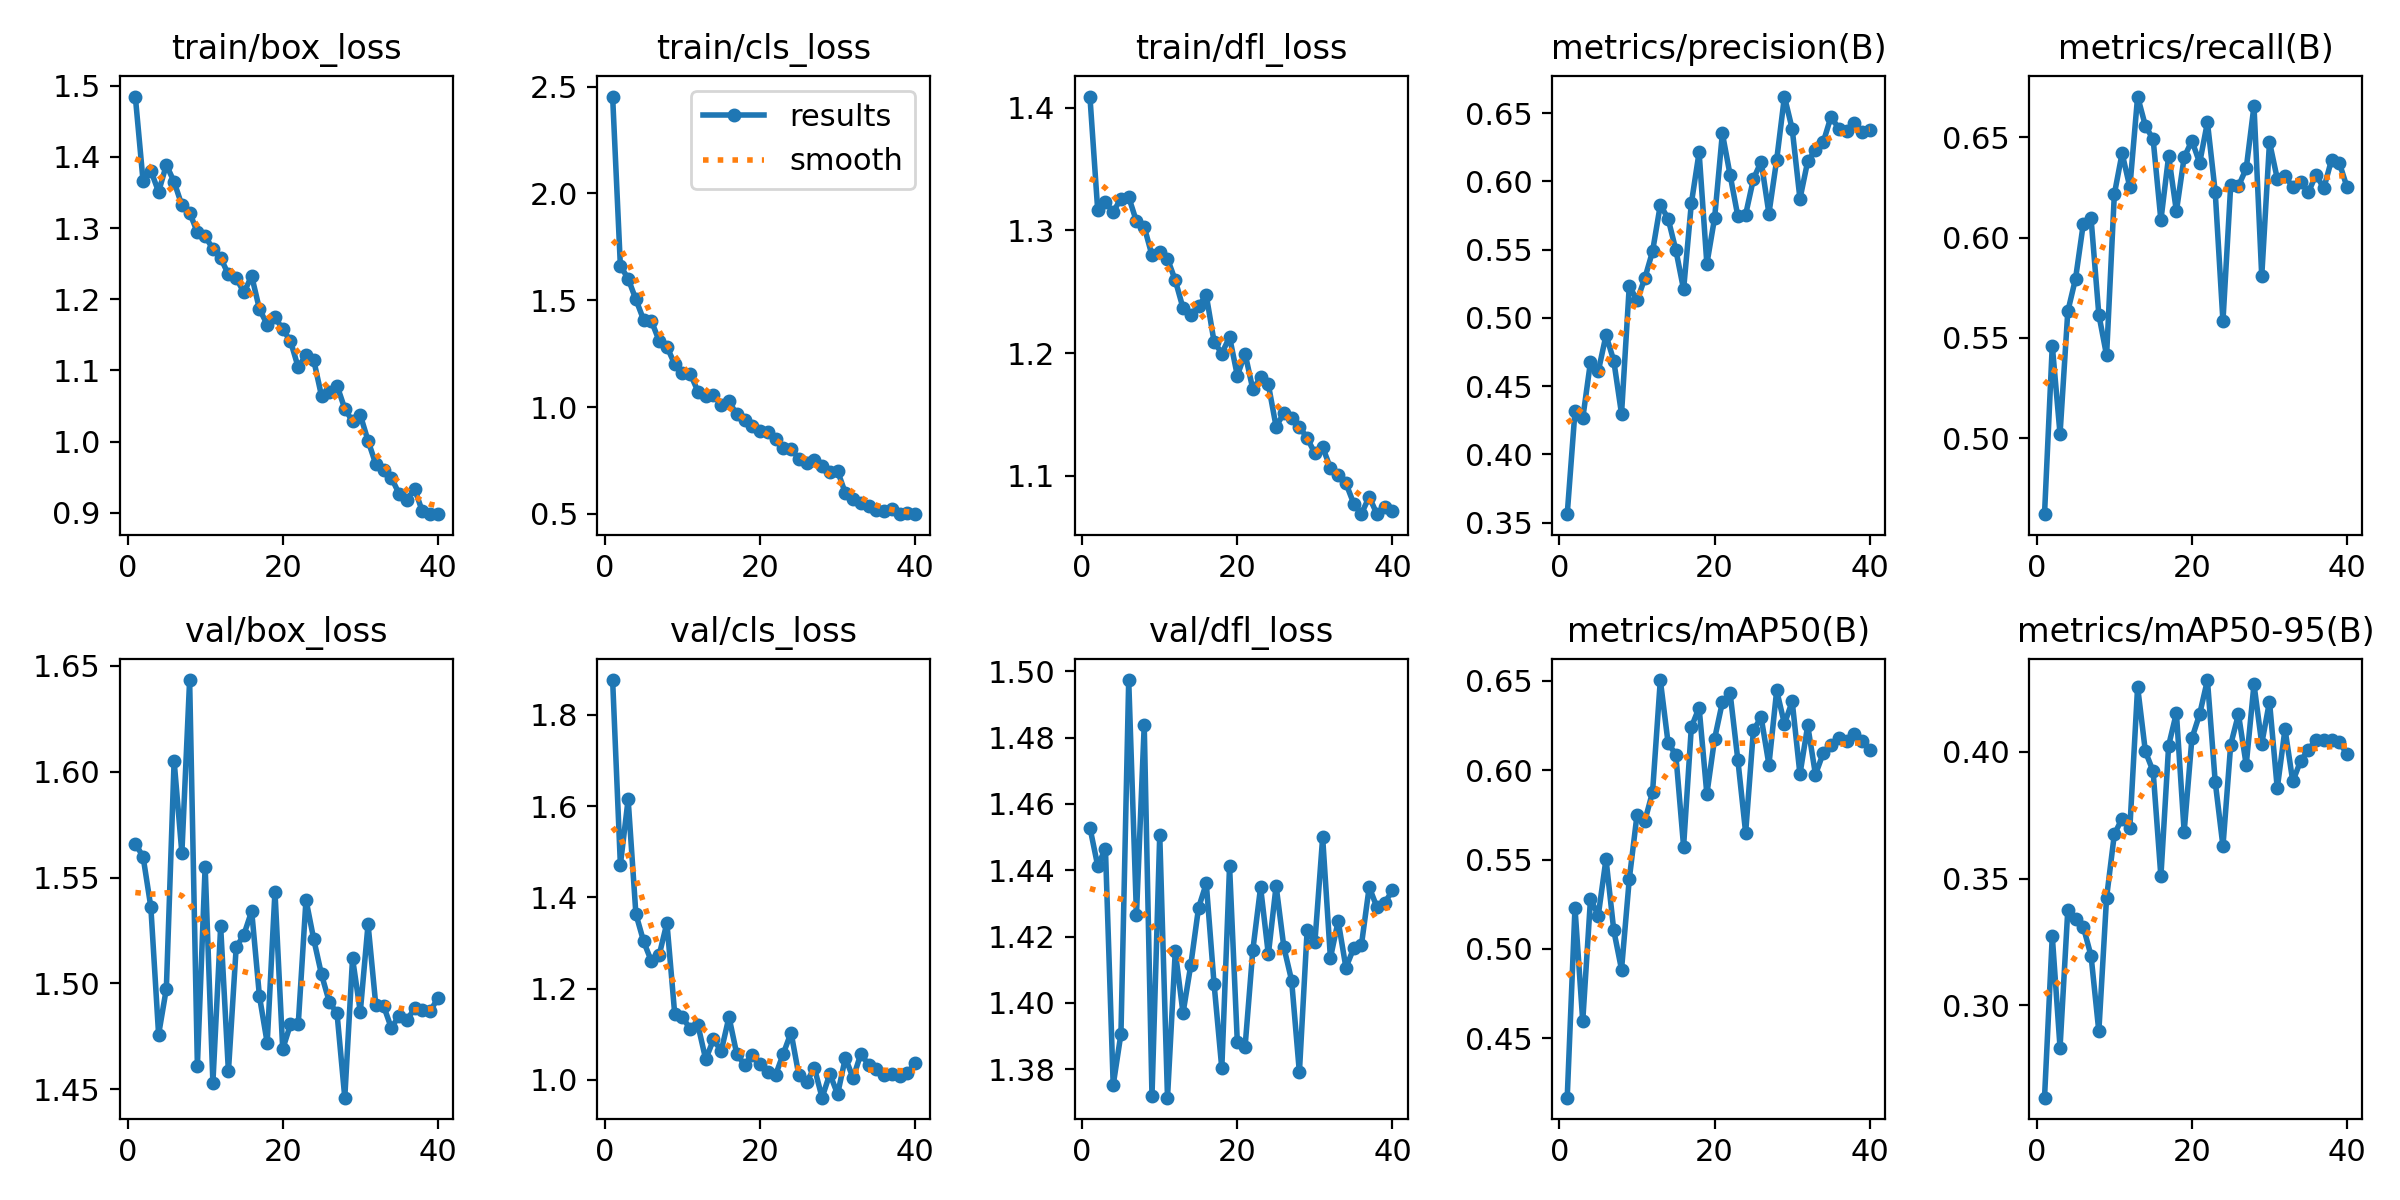 train/box_loss
1.5
1.4
1.3
1.2
1.1
1.0
0.9
0 20 40
train/cls_loss
results
smooth
2.5
2.0
1.5
1.0
0.5
0 20 40
train/dfl_loss
1.4
1.3
1.2
1.1
0 20 40
metrics/precision(B)
0.65
0.60
0.55
0.50
0.45
0.40
0.35
0 20 40
metrics/recall(B)
0.65
0.60
0.55
0.50
0 20 40
val/box_loss
1.65
1.60
1.55
1.50
1.45
0 20 40
val/cls_loss
1.8
1.6
1.4
1.2
1.0
0 20 40
val/dfl_loss
1.50
1.48
1.46
1.44
1.42
1.40
1.38
0 20 40
metrics/mAP50(B)
0.65
0.60
0.55
0.50
0.45
0 20 40
metrics/mAP50-95(B)
0.40
0.35
0.30
0 20 40